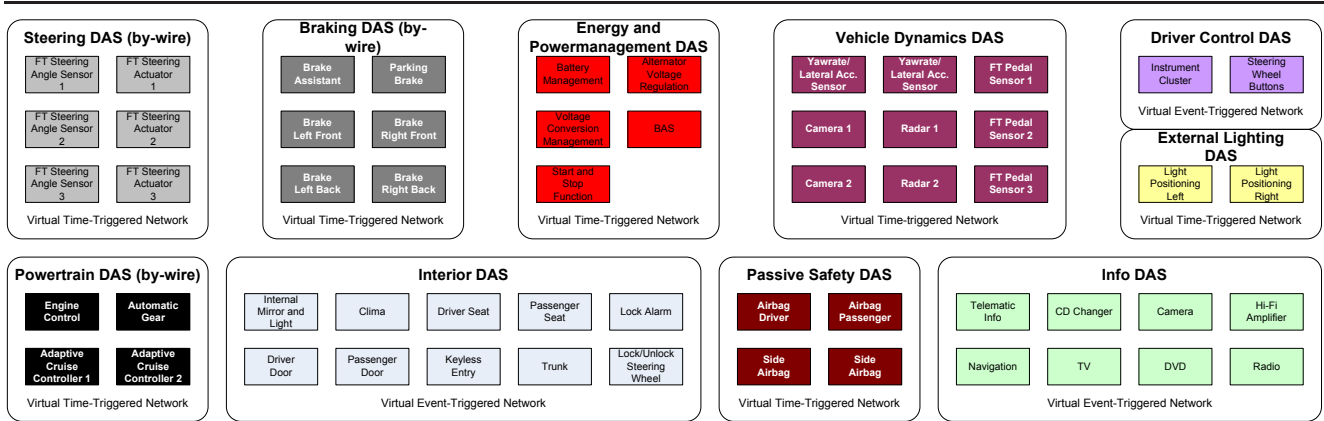 Steering DAS (by-wire)
FT Steering
Angle Sensor
1
FT Steering
Actuator
1
FT Steering
Angle Sensor
2
FT Steering
Actuator
2
FT Steering
Angle Sensor
3
FT Steering
Actuator
3
Virtual Time-Triggered Network
Braking DAS (by-
wire)
Brake
Assistant
Parking
Brake
Brake
Left Front
Brake
Right Front
Brake
Left Back
Brake
Right Back
Virtual Time-Triggered Network
Energy and
Powermanagement DAS
Battery
Management
Alternator
Voltage
Regulation
Voltage
Conversion
Management
BAS
Start and
Stop
Function
Virtual Time-Triggered Network
Vehicle Dynamics DAS
Yawrate/
Lateral Acc.
Sensor
Yawrate/
Lateral Acc.
Sensor
FT Pedal
Sensor 1
Camera 1
Radar 1
FT Pedal
Sensor 2
Camera 2
Radar 2
FT Pedal
Sensor 3
Virtual Time-triggered Network
Driver Control DAS
Instrument
Cluster
Steering
Wheel
Buttons
Virtual Event-Triggered Network
External Lighting
DAS
Light
Positioning
Left
Light
Positioning
Right
Virtual Time-Triggered Network
Powertrain DAS (by-wire)
Engine
Control
Automatic
Gear
Adaptive
Cruise
Controller 1
Adaptive
Cruise
Controller 2
Virtual Time-Triggered Network
Interior DAS
Internal
Mirror and
Light
Clima
Driver Seat
Passenger
Seat
Lock Alarm
Driver
Door
Passenger
Door
Keyless
Entry
Trunk
Lock/Unlock
Steering
Wheel
Virtual Event-Triggered Network
Passive Safety DAS
Airbag
Driver
Airbag
Passenger
Side
Airbag
Side
Airbag
Virtual Time-Triggered Network
Info DAS
Telematic
Info
CD Changer
Camera
Hi-Fi
Amplifier
Navigation
TV
DVD
Radio
Virtual Event-Triggered Network